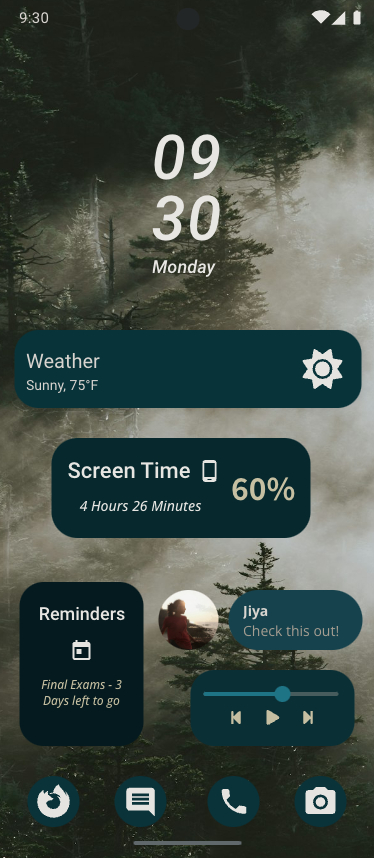 9:30
09
30
Monday
Weather
Sunny, 75°F
Screen Time
4 Hours 26 Minutes
60%
Reminders
Final Exams - 3
Days left to go
Jiya
Check this out!